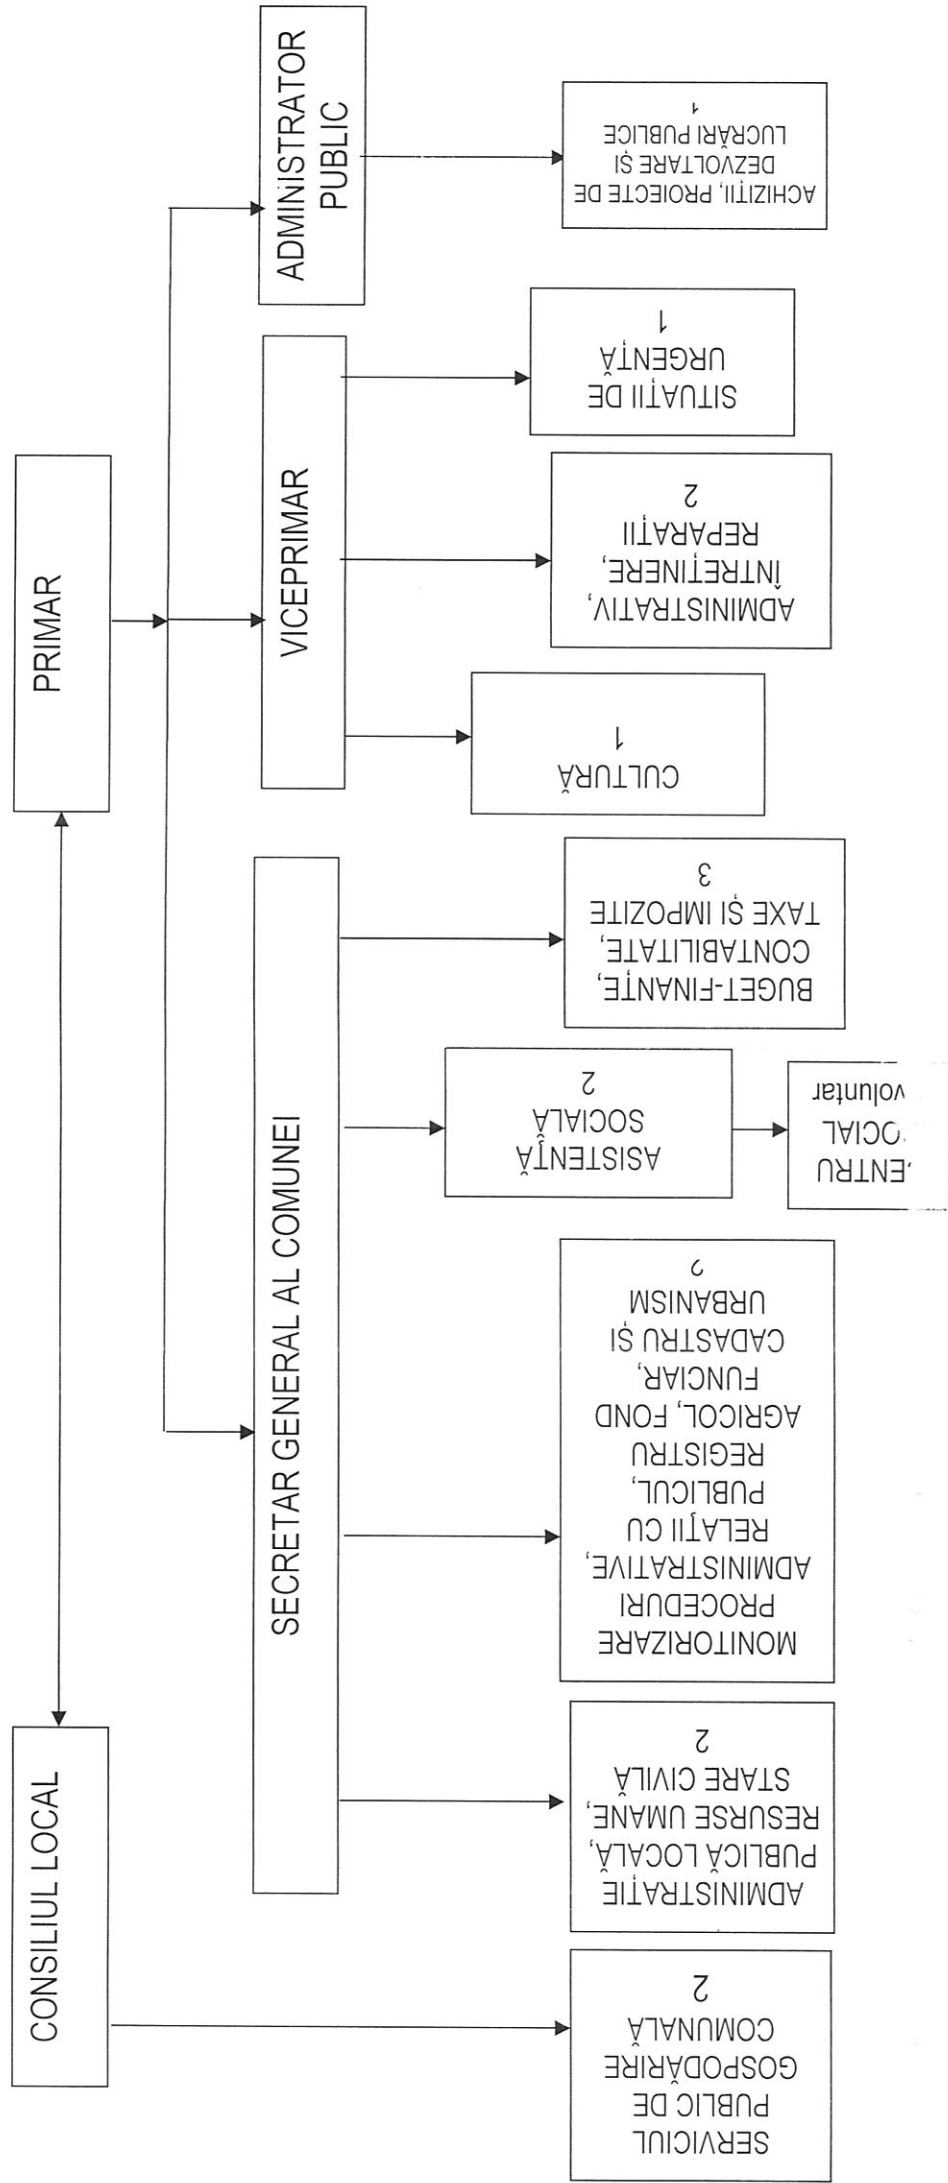 CONSILIUL LOCAL
PRIMAR
SECRETAR GENERAL AL COMUNEI
VICEPRIMAR
ADMINISTRATOR
PUBLIC
SERVICIUL
PUBLIC DE
GOSPODĂRIRE
COMUNALĂ
2
ADMINISTRAȚIE
PUBLICĂ LOCALĂ,
RESURSE UMANE,
STARE CIVILĂ
2
MONITORIZARE
PROCEDURI
ADMINISTRATIVE,
RELAȚII CU
PUBLICUL,
REGISTRU
AGRICOL, FOND
FUNCIAR,
CADASTRU ȘI
URBANISM
ASISTENȚĂ
SOCIALĂ
2
ENTRU
OCIAL
voluntar
BUGET-FINANȚE,
CONTABILITATE,
TAXE ȘI IMPOZITE
3
CULTURĂ
1
ADMINISTRATIV,
ÎNTREȚINERE,
REPARAȚII
2
SITUAȚII DE
URGENȚĂ
1
ACHIZIȚII, PROIECTE DE
DEZVOLTARE ȘI
LUCRĂRI PUBLICE
1